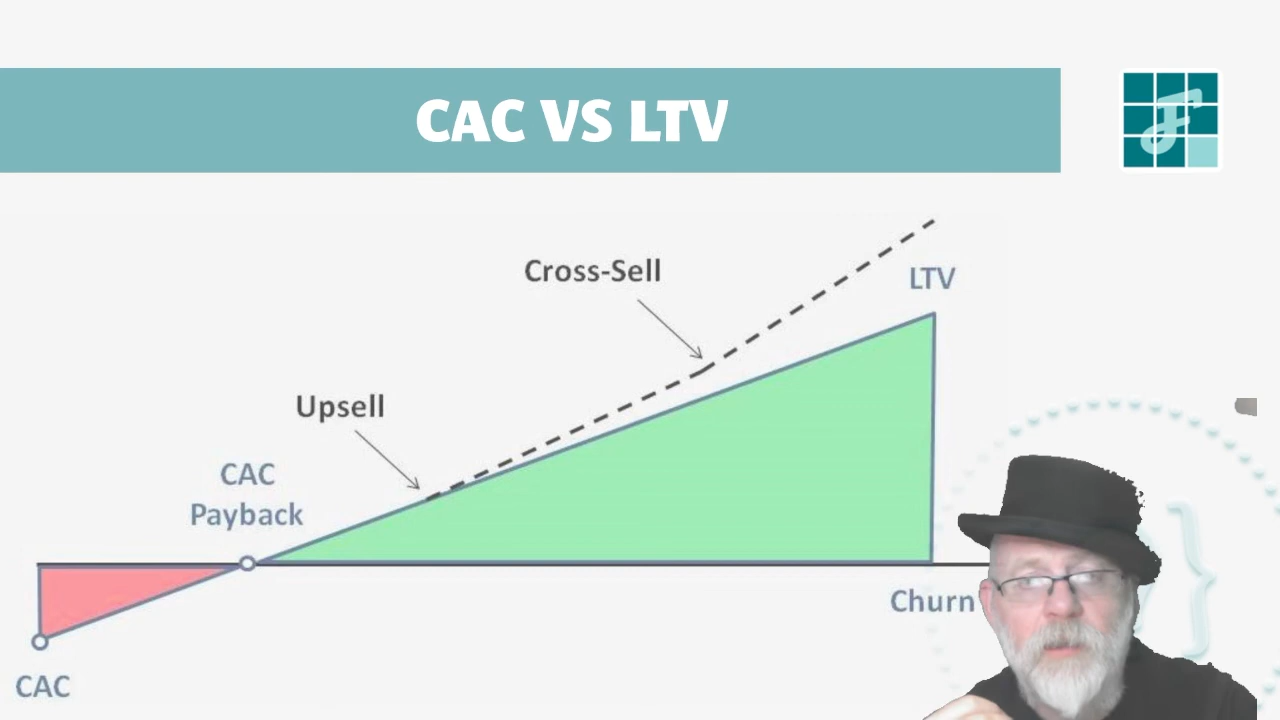 CAC VS LTV
Cross-Sell
LTV
Upsell
CAC
Payback
Churn
CAC